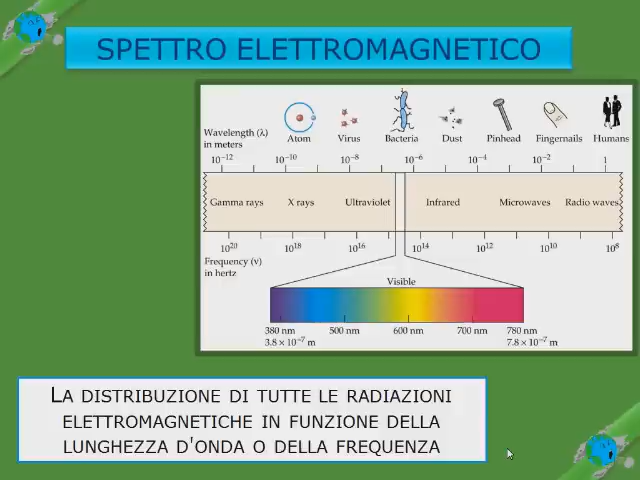 SPETTRO ELETTROMAGNETICO
Wavelength (λ)
in meters
Atom Virus Bacteria Dust Pinhead Fingernails Humans
10⁻¹² 10⁻¹⁰ 10⁻⁸ 10⁻⁶ 10⁻⁴ 10⁻² 1
Gamma rays X rays Ultraviolet Infrared Microwaves Radio waves
10²⁰ 10¹⁸ 10¹⁶ 10¹⁴ 10¹² 10¹⁰ 10⁸
Frequency (ν)
in hertz
Visible
380 nm 500 nm 600 nm 700 nm 780 nm
3.8 × 10⁻⁷ m 7.8 × 10⁻⁷ m
LA DISTRIBUZIONE DI TUTTE LE RADIAZIONI
ELETTROMAGNETICHE IN FUNZIONE DELLA
LUNGHEZZA D'ONDA O DELLA FREQUENZA